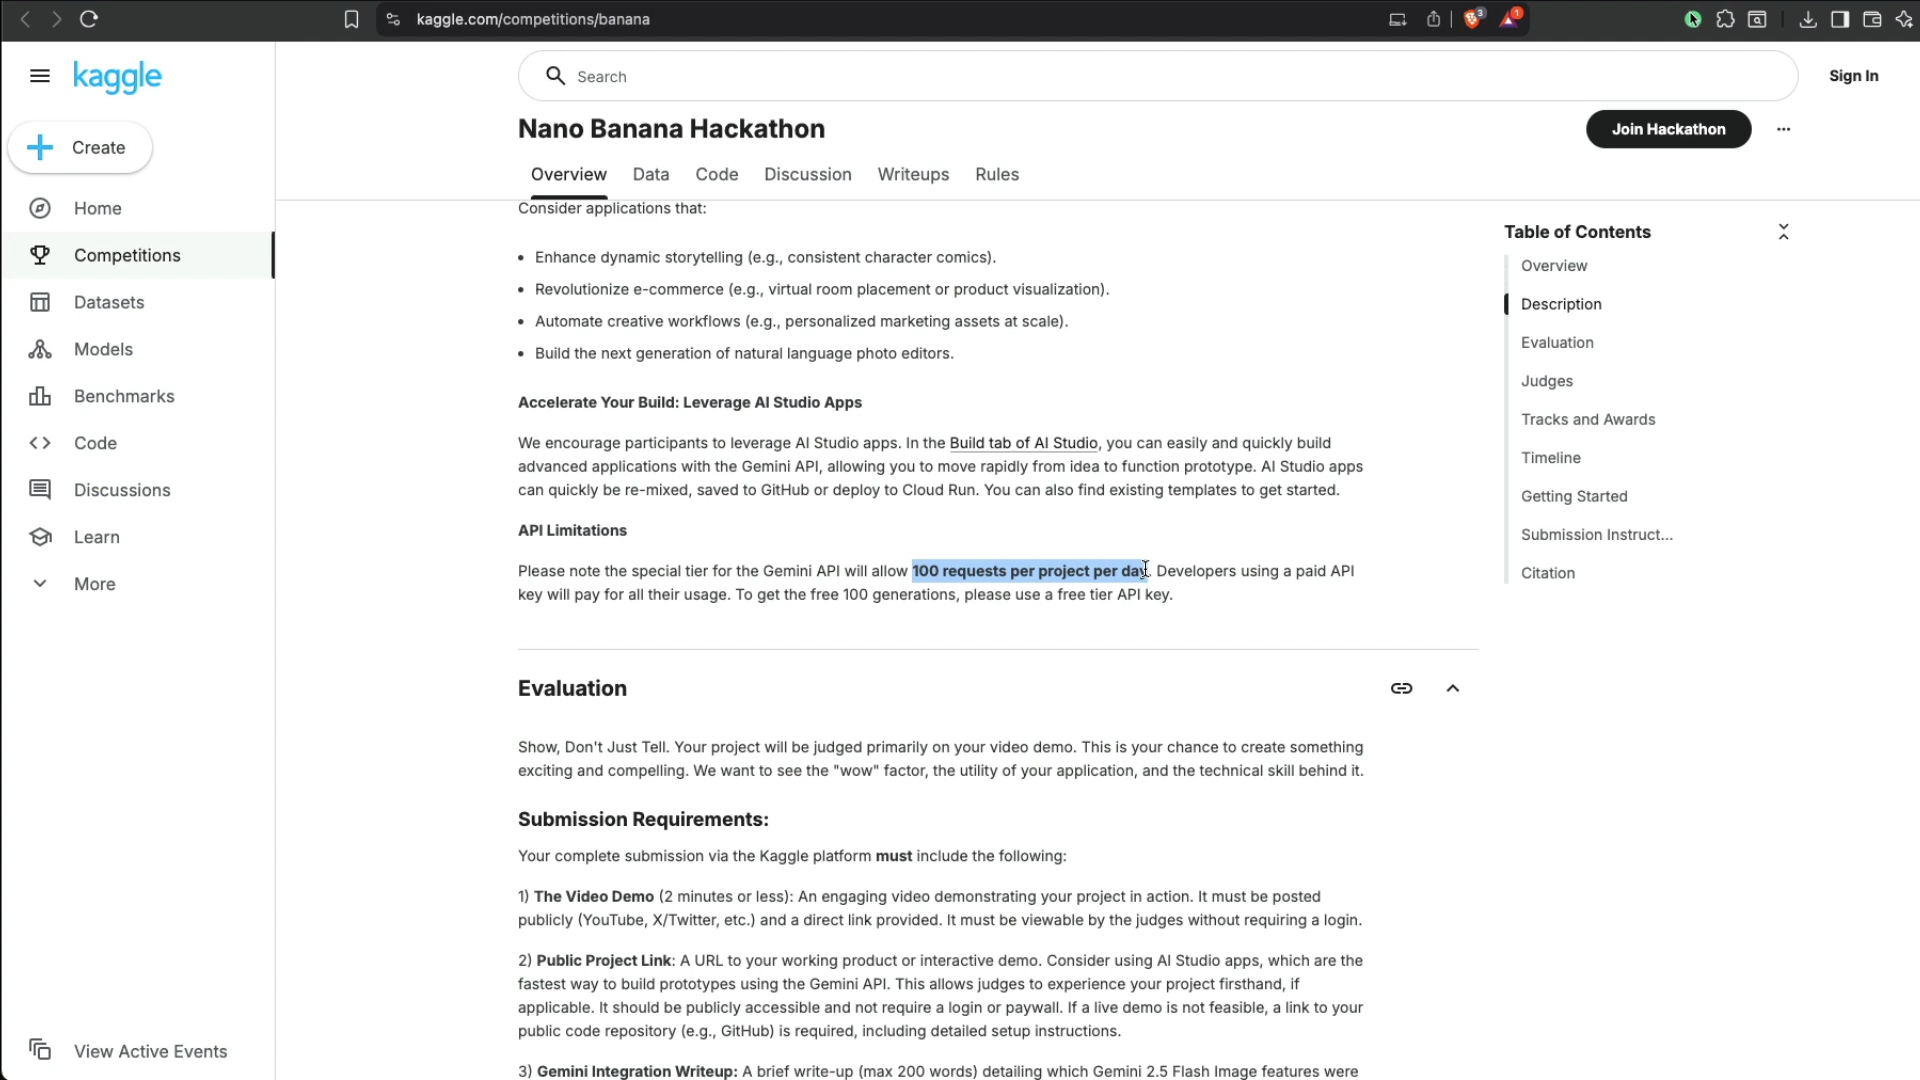 kaggle.com/competitions/banana
3
1
kaggle
Search
Sign In
Create
Home
Competitions
Datasets
Models
Benchmarks
Code
Discussions
Learn
More
View Active Events
Nano Banana Hackathon
Join Hackathon
Overview
Data
Code
Discussion
Writeups
Rules
Consider applications that:
• Enhance dynamic storytelling (e.g., consistent character comics).
• Revolutionize e-commerce (e.g., virtual room placement or product visualization).
• Automate creative workflows (e.g., personalized marketing assets at scale).
• Build the next generation of natural language photo editors.
Accelerate Your Build: Leverage AI Studio Apps
We encourage participants to leverage AI Studio apps. In the Build tab of AI Studio, you can easily and quickly build
advanced applications with the Gemini API, allowing you to move rapidly from idea to function prototype. AI Studio apps
can quickly be re-mixed, saved to GitHub or deploy to Cloud Run. You can also find existing templates to get started.
API Limitations
Please note the special tier for the Gemini API will allow 100 requests per project per day. Developers using a paid API
key will pay for all their usage. To get the free 100 generations, please use a free tier API key.
Evaluation
Show, Don't Just Tell. Your project will be judged primarily on your video demo. This is your chance to create something
exciting and compelling. We want to see the "wow" factor, the utility of your application, and the technical skill behind it.
Submission Requirements:
Your complete submission via the Kaggle platform must include the following:
1) The Video Demo (2 minutes or less): An engaging video demonstrating your project in action. It must be posted
publicly (YouTube, X/Twitter, etc.) and a direct link provided. It must be viewable by the judges without requiring a login.
2) Public Project Link: A URL to your working product or interactive demo. Consider using AI Studio apps, which are the
fastest way to build prototypes using the Gemini API. This allows judges to experience your project firsthand, if
applicable. It should be publicly accessible and not require a login or paywall. If a live demo is not feasible, a link to your
public code repository (e.g., GitHub) is required, including detailed setup instructions.
3) Gemini Integration Writeup: A brief write-up (max 200 words) detailing which Gemini 2.5 Flash Image features were
Table of Contents
Overview
Description
Evaluation
Judges
Tracks and Awards
Timeline
Getting Started
Submission Instruct...
Citation